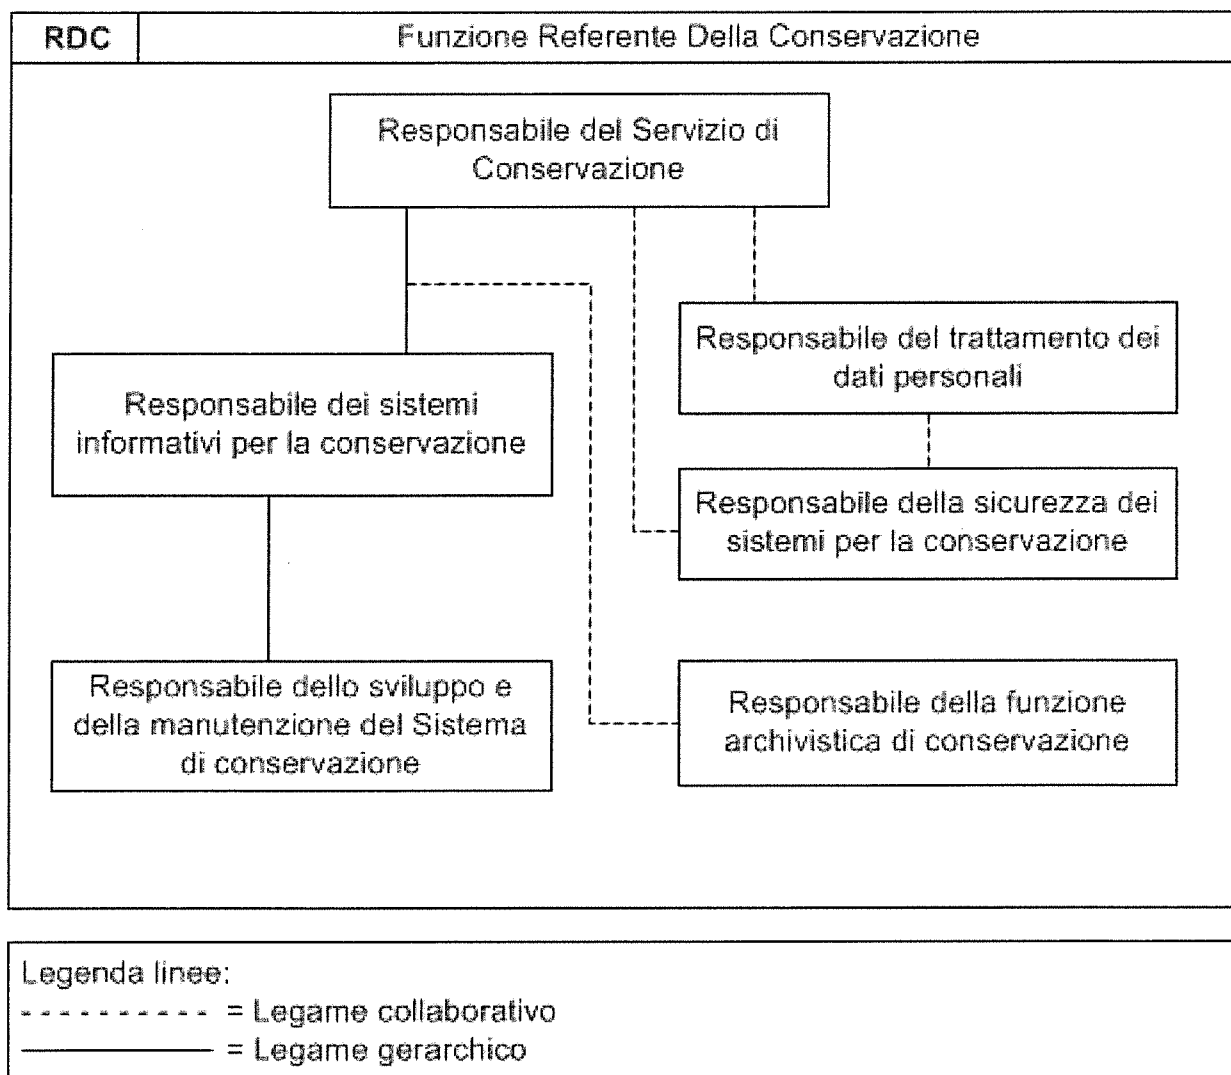 RDC
Funzione Referente Della Conservazione
Responsabile del Servizio di
Conservazione
Responsabile del trattamento dei
dati personali
Responsabile dei sistemi
informativi per la conservazione
Responsabile della sicurezza dei
sistemi per la conservazione
Responsabile dello sviluppo e
della manutenzione del Sistema
di conservazione
Responsabile della funzione
archivistica di conservazione
Legenda linee:
- - - - - - - - - - = Legame collaborativo
————— = Legame gerarchico